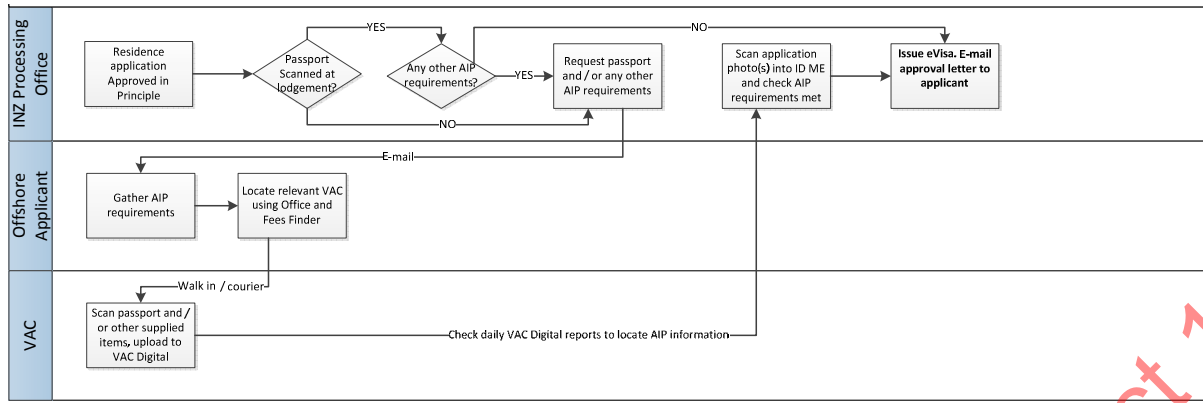 INZ Processing
Office
Residence
application
Approved in
Principle
Passport
Scanned at
lodgement?
YES
NO
Any other AIP
requirements?
YES
NO
Request passport
and / or any other
AIP requirements
Scan application
photo(s) into ID ME
and check AIP
requirements met
Issue eVisa. E-mail
approval letter to
applicant
E-mail
Offshore
Applicant
Gather AIP
requirements
Locate relevant VAC
using Office and
Fees Finder
Walk in / courier
VAC
Scan passport and /
or other supplied
items, upload to
VAC Digital
Check daily VAC Digital reports to locate AIP information
ct